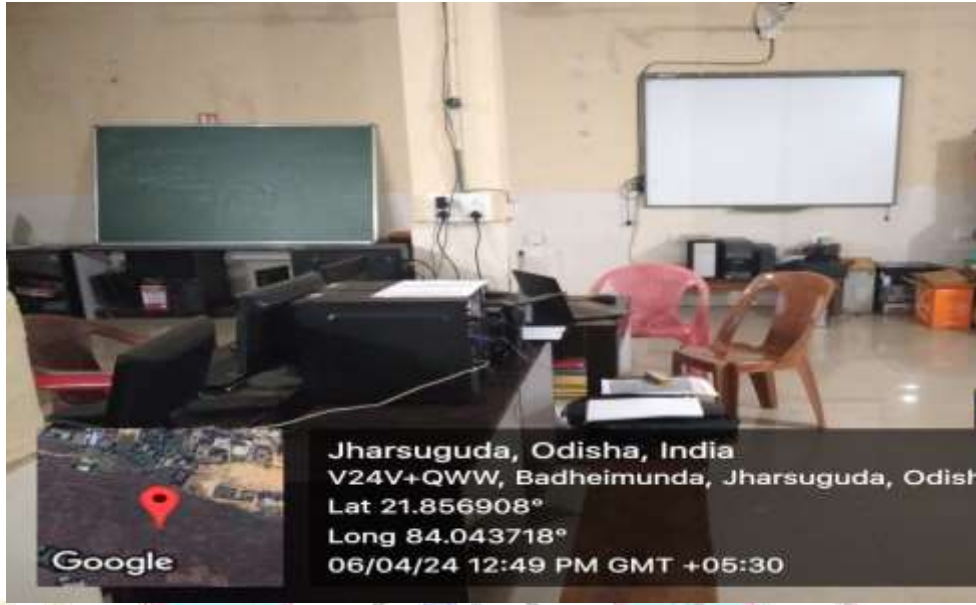 Jharsuguda, Odisha, India
V24V+QWW, Badheimunda, Jharsuguda, Odish
Lat 21.856908°
Long 84.043718°
06/04/24 12:49 PM GMT +05:30
Google